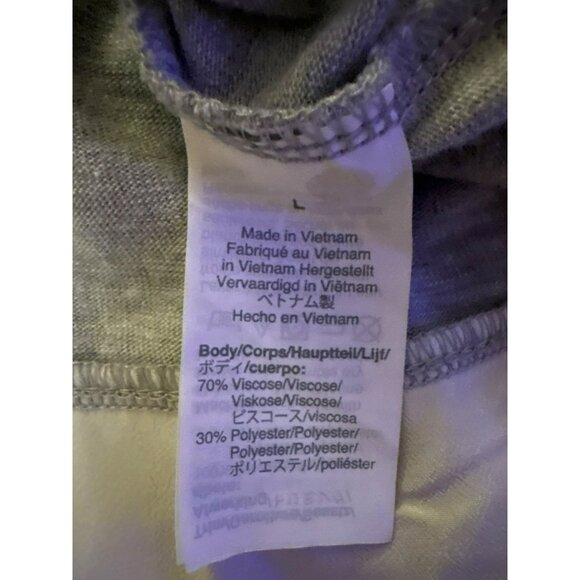 L
Made in Vietnam
Fabriqué au Vietnam
in Vietnam Hergestellt
Vervaardigd in Viëtnam
ベトナム製
Hecho en Vietnam
Body/Corps/Hauptteil/Lijf/
ボディ/cuerpo:
70% Viscose/Viscose/
Viskose/Viscose/
ビスコース/viscosa
30% Polyester/Polyester/
Polyester/Polyester/
ポリエステル/poliéster